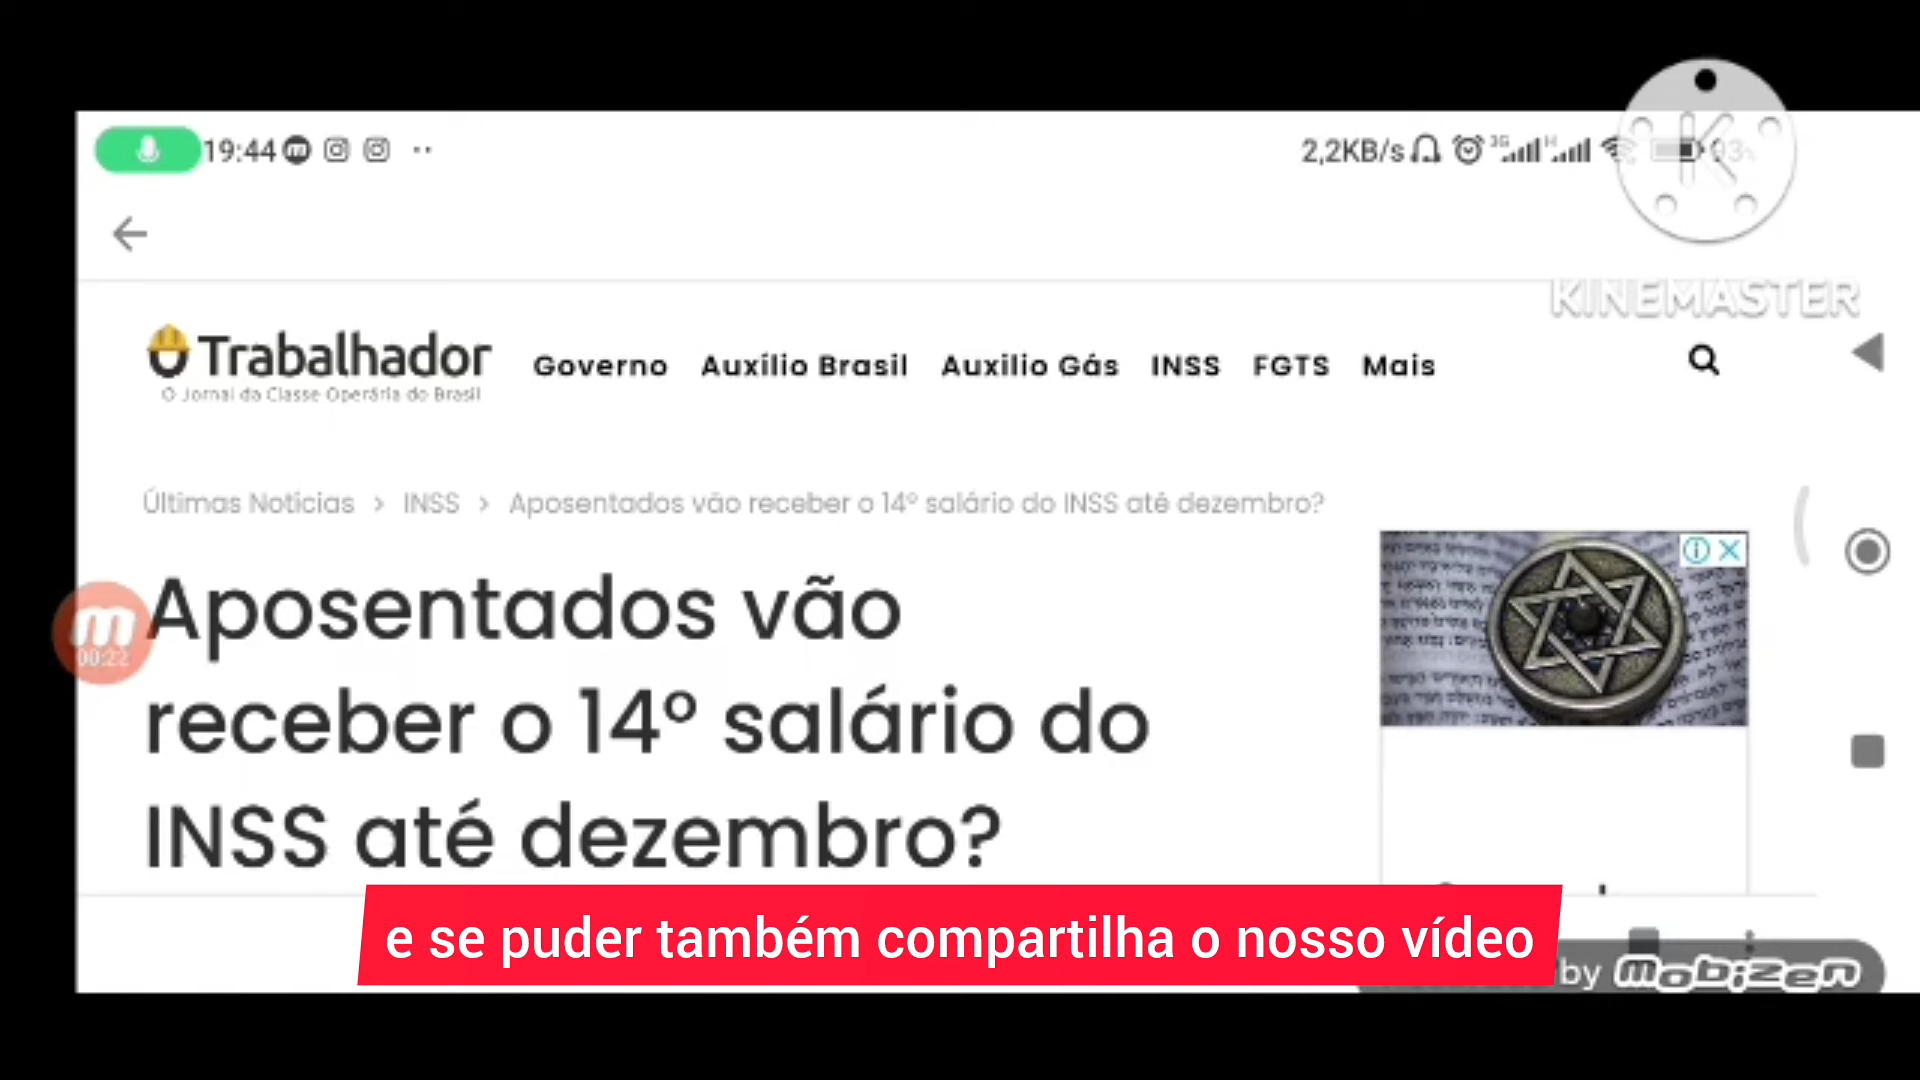 19:44
2,2KB/s
3G
H
93%
KINEMASTER
Trabalhador
O Jornal da Classe Operária do Brasil
Governo Auxílio Brasil Auxilio Gás INSS FGTS Mais
Últimas Notícias > INSS > Aposentados vão receber o 14º salário do INSS até dezembro?
Aposentados vão
receber o 14º salário do
INSS até dezembro?
00:22
e se puder também compartilha o nosso vídeo
by mobizen